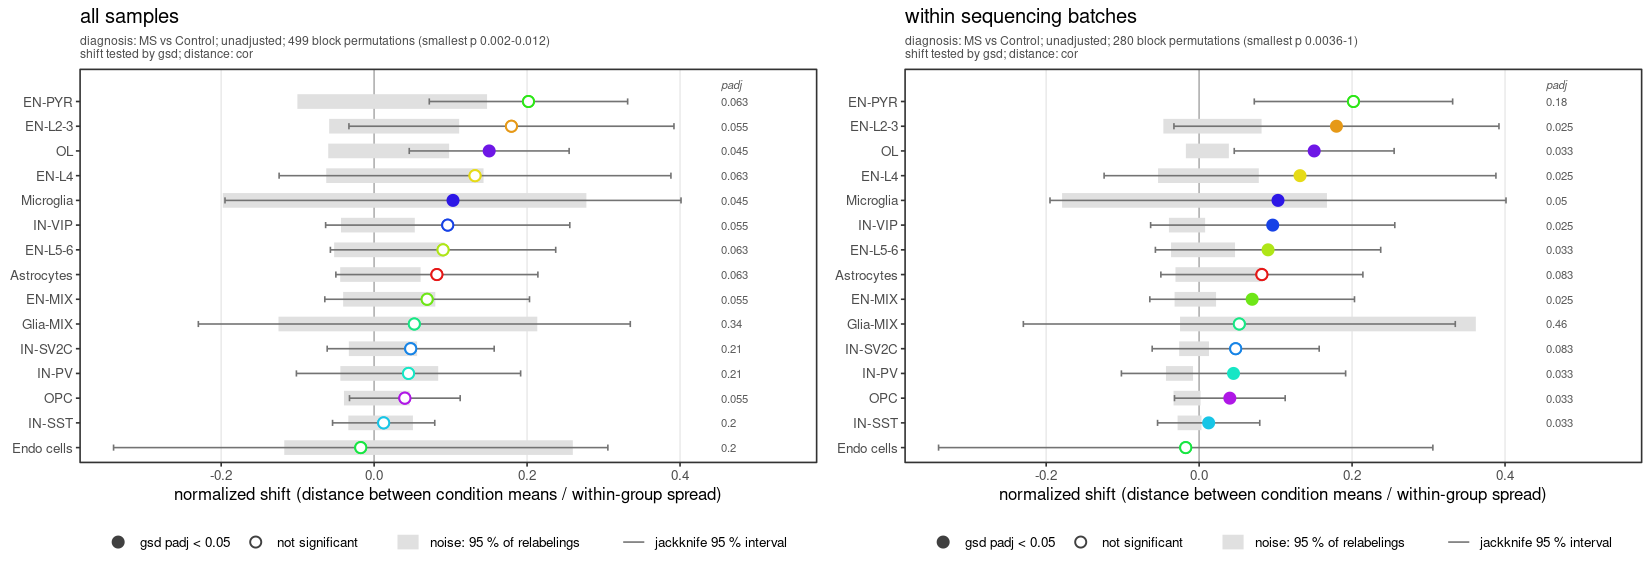 all samples
diagnosis: MS vs Control; unadjusted; 499 block permutations (smallest p 0.002-0.012)
shift tested by gsd; distance: cor
padj
EN-PYR 0.063
EN-L2-3 0.055
OL 0.045
EN-L4 0.063
Microglia 0.045
IN-VIP 0.055
EN-L5-6 0.063
Astrocytes 0.063
EN-MIX 0.055
Glia-MIX 0.34
IN-SV2C 0.21
IN-PV 0.21
OPC 0.055
IN-SST 0.2
Endo cells 0.2
-0.2 0.0 0.2 0.4
normalized shift (distance between condition means / within-group spread)
gsd padj < 0.05 not significant noise: 95 % of relabelings jackknife 95 % interval
within sequencing batches
diagnosis: MS vs Control; unadjusted; 280 block permutations (smallest p 0.0036-1)
shift tested by gsd; distance: cor
padj
EN-PYR 0.18
EN-L2-3 0.025
OL 0.033
EN-L4 0.025
Microglia 0.05
IN-VIP 0.025
EN-L5-6 0.033
Astrocytes 0.083
EN-MIX 0.025
Glia-MIX 0.46
IN-SV2C 0.083
IN-PV 0.033
OPC 0.033
IN-SST 0.033
Endo cells
-0.2 0.0 0.2 0.4
normalized shift (distance between condition means / within-group spread)
gsd padj < 0.05 not significant noise: 95 % of relabelings jackknife 95 % interval